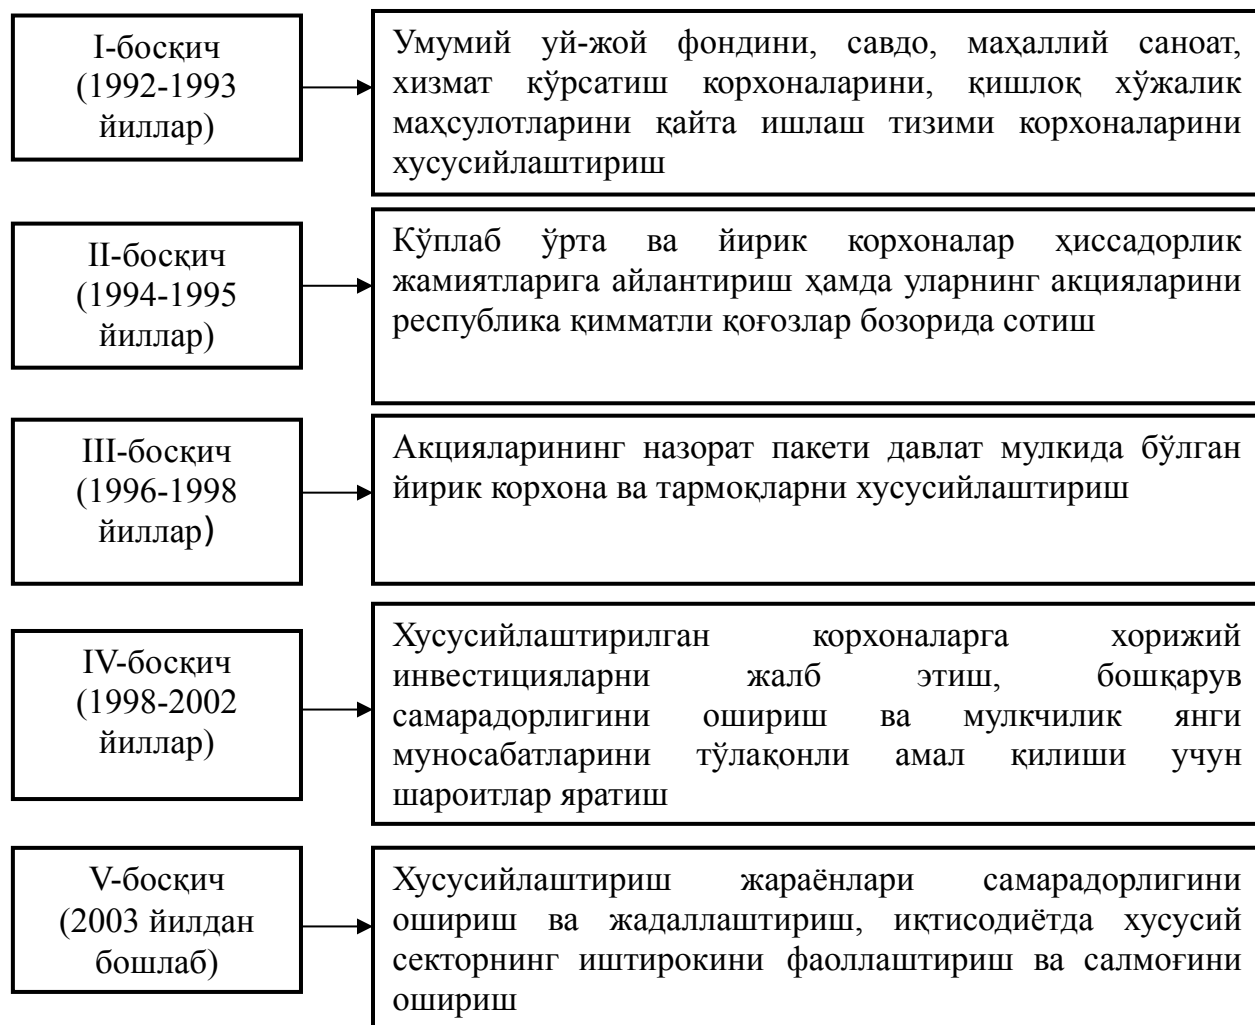 I-босқич
(1992-1993
йиллар)
Умумий уй-жой фондини, савдо, маҳаллий саноат,
хизмат кўрсатиш корхоналарини, қишлоқ хўжалик
маҳсулотларини қайта ишлаш тизими корхоналарини
хусусийлаштириш
II-босқич
(1994-1995
йиллар)
Кўплаб ўрта ва йирик корхоналар ҳиссадорлик
жамиятларига айлантириш ҳамда уларнинг акцияларини
республика қимматли қоғозлар бозорида сотиш
III-босқич
(1996-1998
йиллар)
Акцияларининг назорат пакети давлат мулкида бўлган
йирик корхона ва тармоқларни хусусийлаштириш
IV-босқич
(1998-2002
йиллар)
Хусусийлаштирилган корхоналарга хорижий
инвестицияларни жалб этиш, бошқарув
самарадорлигини ошириш ва мулкчилик янги
муносабатларини тўлақонли амал қилиши учун
шароитлар яратиш
V-босқич
(2003 йилдан
бошлаб)
Хусусийлаштириш жараёнлари самарадорлигини
ошириш ва жадаллаштириш, иқтисодиётда хусусий
секторнинг иштирокини фаоллаштириш ва салмоғини
ошириш